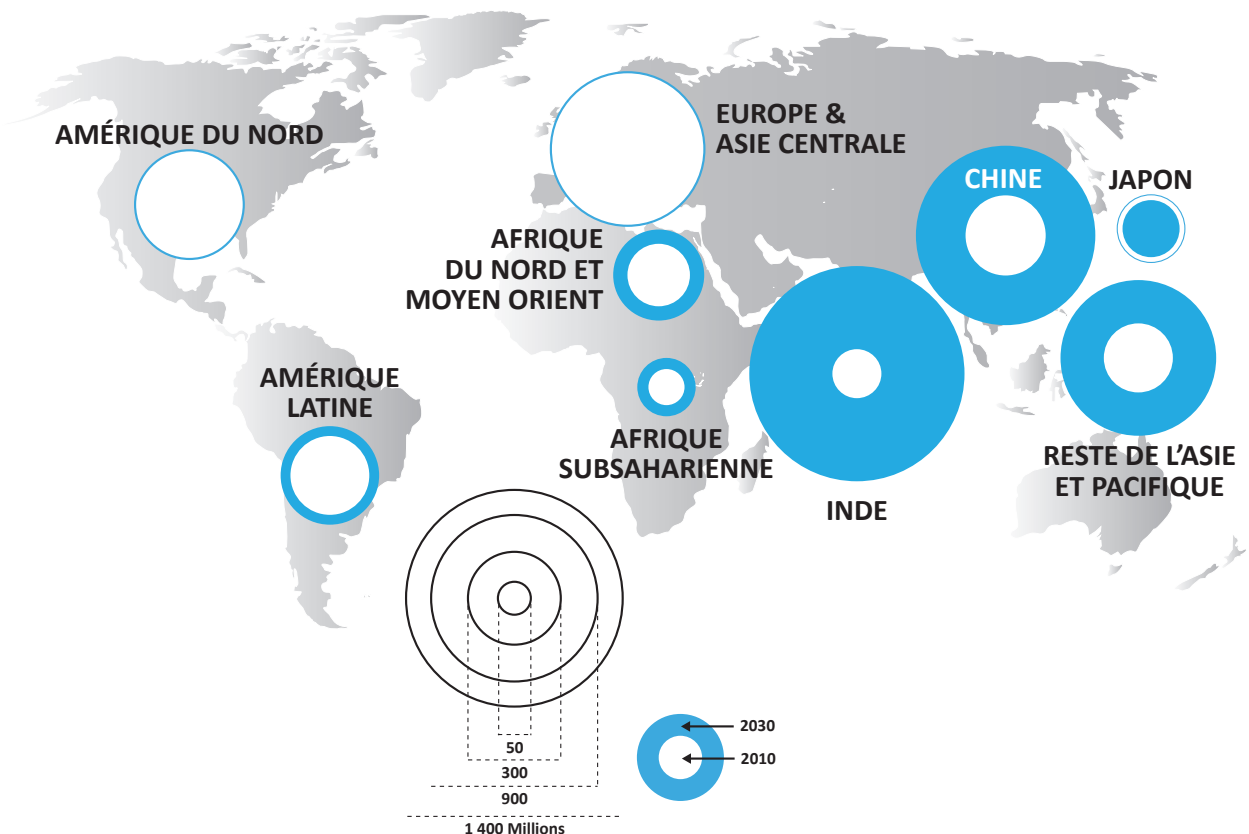 AMÉRIQUE DU NORD
EUROPE &
ASIE CENTRALE
CHINE
JAPON
AFRIQUE
DU NORD ET
MOYEN ORIENT
AMÉRIQUE
LATINE
AFRIQUE
SUBSAHARIENNE
INDE
RESTE DE L’ASIE
ET PACIFIQUE
50
300
900
1 400 Millions
2030
2010